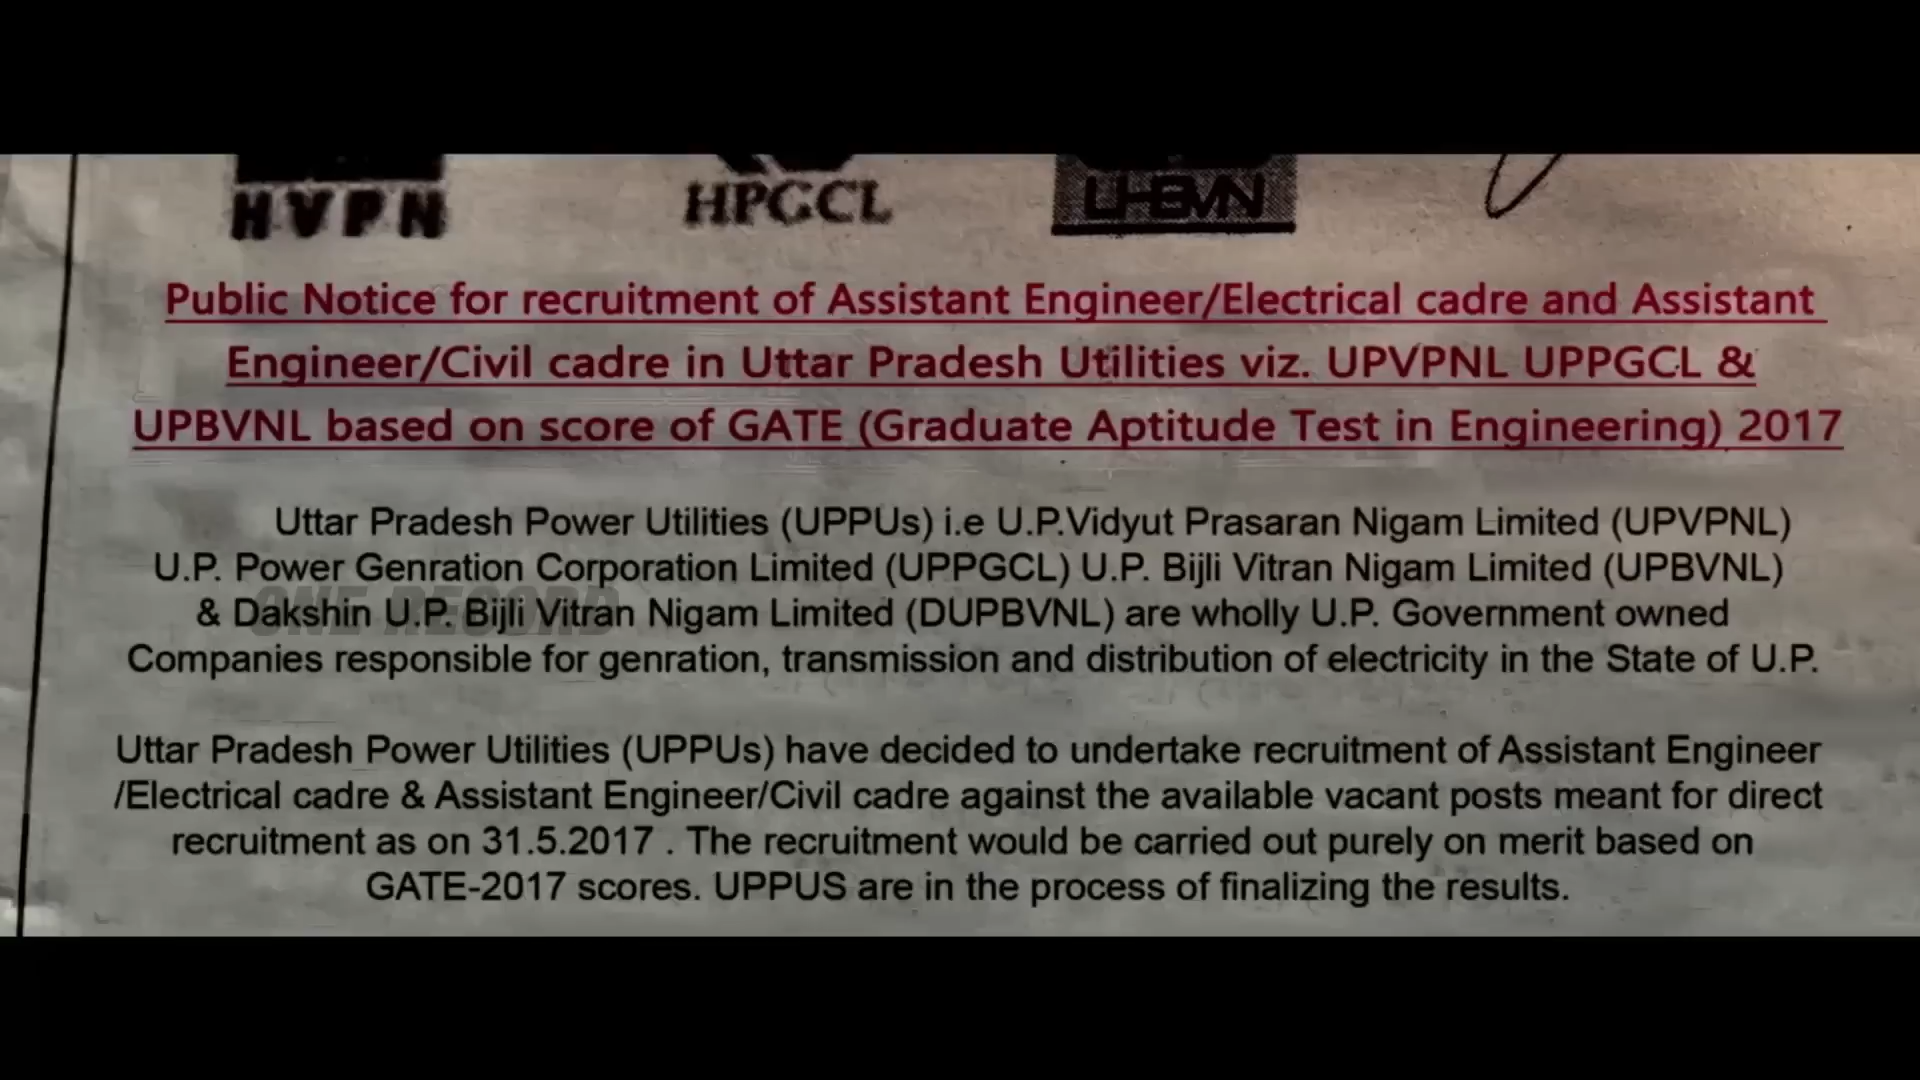 HVPN HPGCL UHBVN
Public Notice for recruitment of Assistant Engineer/Electrical cadre and Assistant
Engineer/Civil cadre in Uttar Pradesh Utilities viz. UPVPNL UPPGCL &
UPBVNL based on score of GATE (Graduate Aptitude Test in Engineering) 2017
Uttar Pradesh Power Utilities (UPPUs) i.e U.P.Vidyut Prasaran Nigam Limited (UPVPNL)
U.P. Power Genration Corporation Limited (UPPGCL) U.P. Bijli Vitran Nigam Limited (UPBVNL)
ONE RECORD
& Dakshin U.P. Bijli Vitran Nigam Limited (DUPBVNL) are wholly U.P. Government owned
Companies responsible for genration, transmission and distribution of electricity in the State of U.P.
Uttar Pradesh Power Utilities (UPPUs) have decided to undertake recruitment of Assistant Engineer
/Electrical cadre & Assistant Engineer/Civil cadre against the available vacant posts meant for direct
recruitment as on 31.5.2017 . The recruitment would be carried out purely on merit based on
GATE-2017 scores. UPPUS are in the process of finalizing the results.